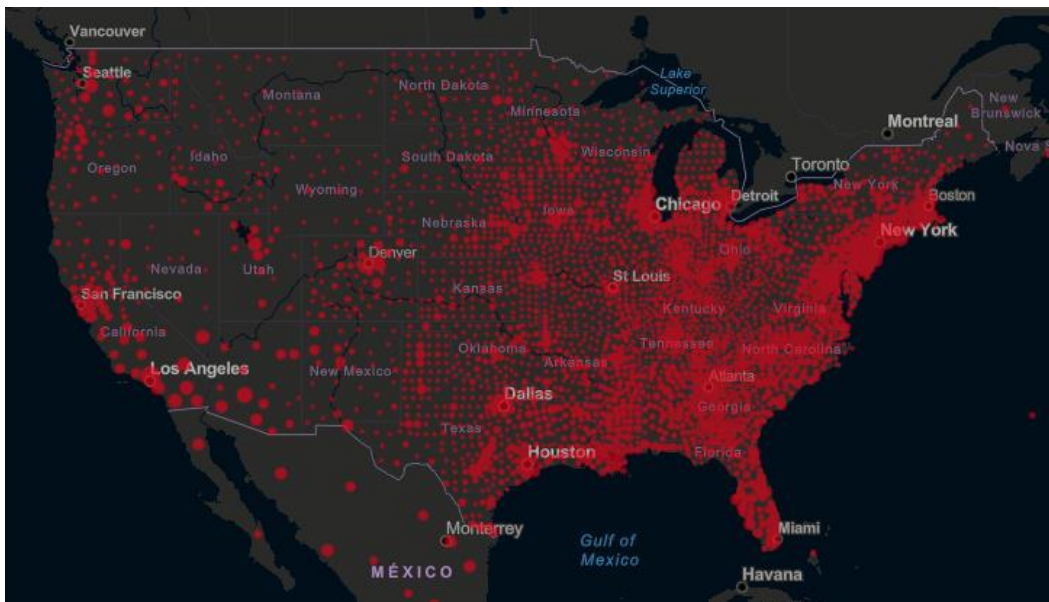 Vancouver
Seattle
Montana
North Dakota
Minnesota
Lake
Superior
Montreal
New
Brunswick
Nova S
Oregon
Idaho
South Dakota
Wisconsin
Toronto
Wyoming
New York
Boston
Detroit
Chicago
Nebraska
Iowa
New York
Nevada
Utah
Denver
Ohio
San Francisco
Kansas
St Louis
Kentucky
Virginia
California
Oklahoma
Arkansas
Tennessee
North Carolina
Los Angeles
New Mexico
Atlanta
Dallas
Georgia
Texas
Houston
Florida
Monterrey
Gulf of
Mexico
Miami
MÉXICO
Havana